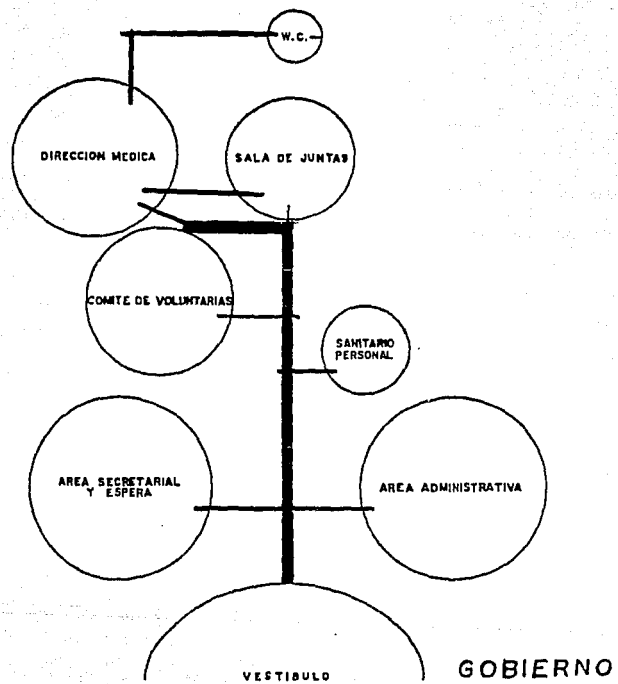 W.C.
DIRECCION MEDICA
SALA DE JUNTAS
COMITE DE VOLUNTARIAS
SANITARIO
PERSONAL
AREA SECRETARIAL
Y ESPERA
AREA ADMINISTRATIVA
VESTIBULO
GOBIERNO